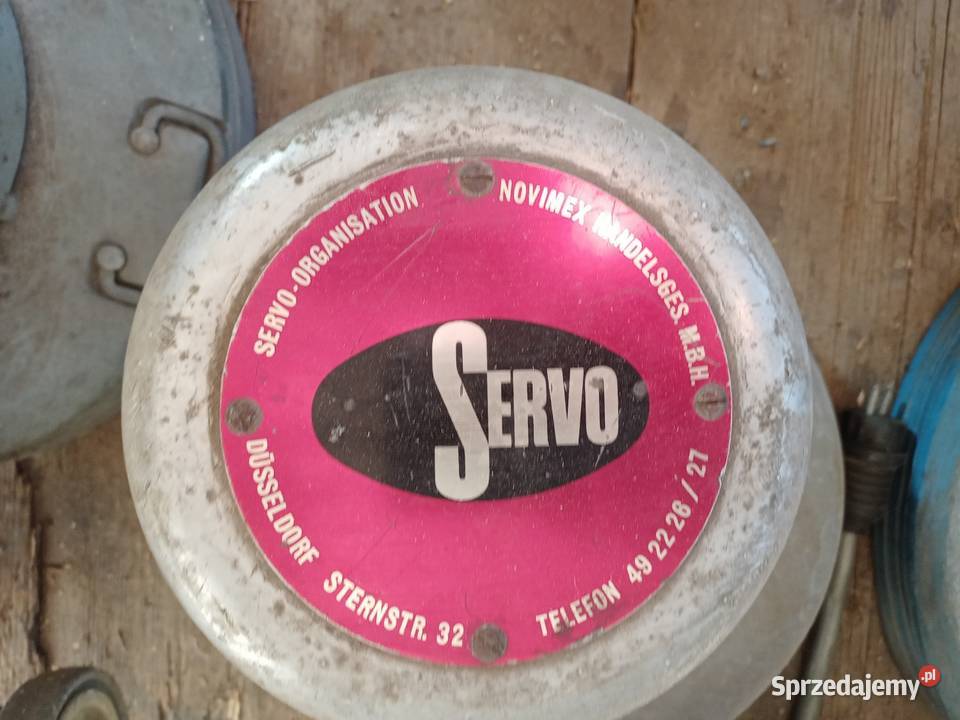 SERVO-ORGANISATION
NOVIMEX HANDELSGES. M.B.H.
SERVO
DÜSSELDORF STERNSTR. 32
TELEFON 49 22 26 / 27
Sprzedajemy.pl